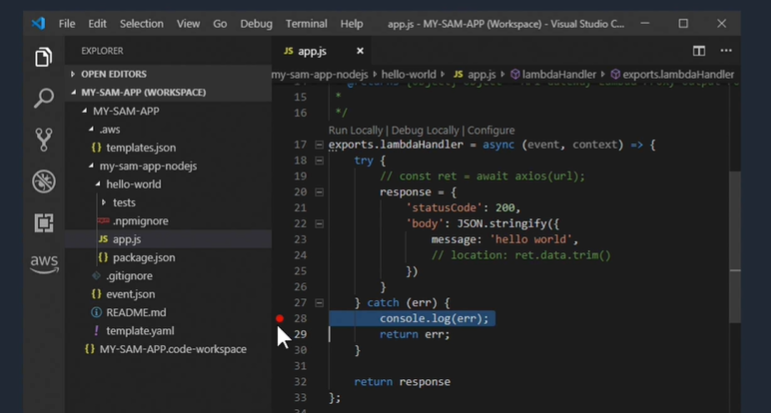 File Edit Selection View Go Debug Terminal Help app.js - MY-SAM-APP (Workspace) - Visual Studio C...
EXPLORER
OPEN EDITORS
MY-SAM-APP (WORKSPACE)
MY-SAM-APP
.aws
{} templates.json
my-sam-app-nodejs
hello-world
tests
.npmignore
JS app.js
{} package.json
.gitignore
{} event.json
README.md
! template.yaml
{} MY-SAM-APP.code-workspace
aws
JS app.js
my-sam-app-nodejs hello-world JS app.js lambdaHandler exports.lambdaHandler
15 *
16 */
Run Locally | Debug Locally | Configure
17 exports.lambdaHandler = async (event, context) => {
18 try {
19 // const ret = await axios(url);
20 response = {
21 'statusCode': 200,
22 'body': JSON.stringify({
23 message: 'hello world',
24 // location: ret.data.trim()
25 })
26 }
27 } catch (err) {
28 console.log(err);
29 return err;
30 }
31
32 return response
33 };
34